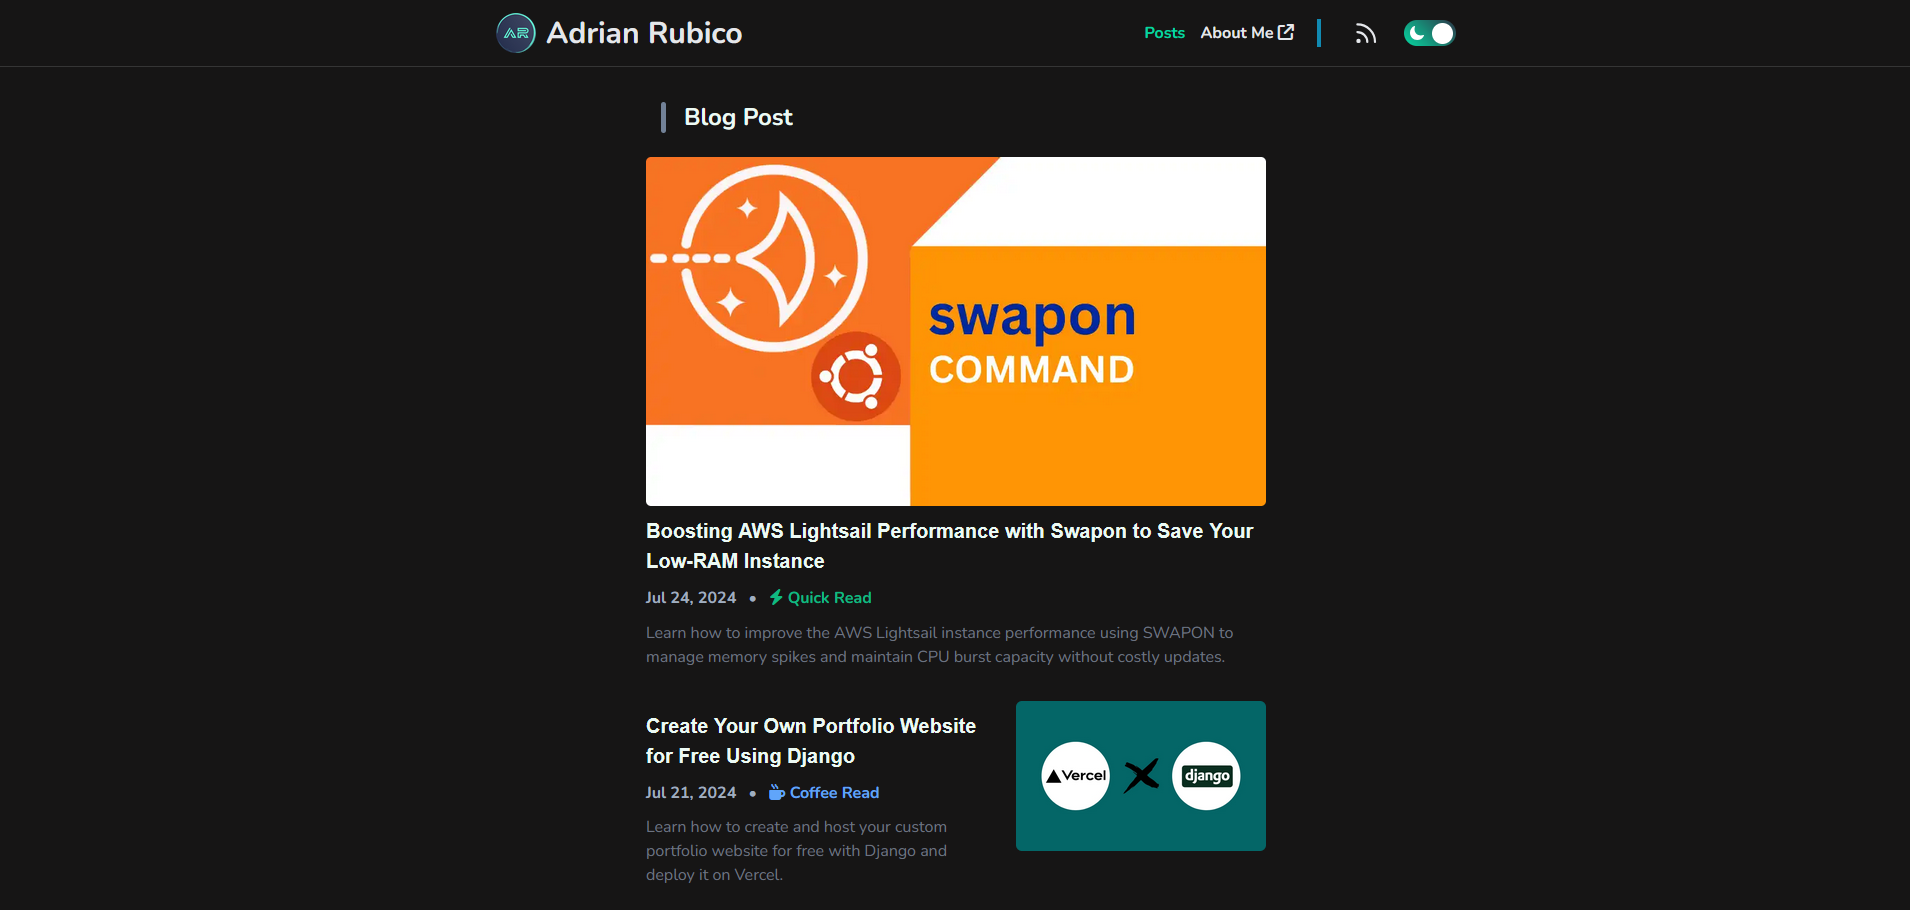 AR Adrian Rubico
Posts About Me
Blog Post
swapon
COMMAND
Boosting AWS Lightsail Performance with Swapon to Save Your
Low-RAM Instance
Jul 24, 2024 • Quick Read
Learn how to improve the AWS Lightsail instance performance using SWAPON to
manage memory spikes and maintain CPU burst capacity without costly updates.
Create Your Own Portfolio Website
for Free Using Django
Jul 21, 2024 • Coffee Read
Learn how to create and host your custom
portfolio website for free with Django and
deploy it on Vercel.
Vercel django